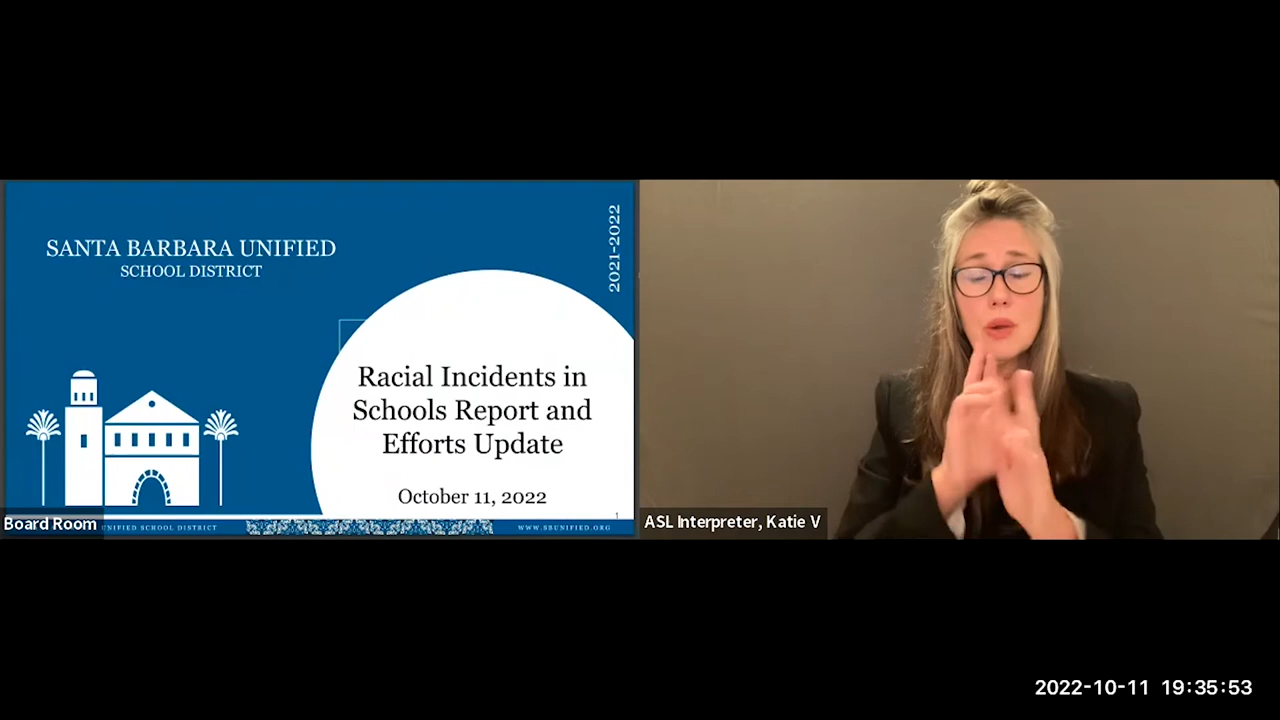 SANTA BARBARA UNIFIED
SCHOOL DISTRICT
2021-2022
Racial Incidents in
Schools Report and
Efforts Update
October 11, 2022
1
Board Room
UNIFIED SCHOOL DISTRICT
WWW.SBUNIFIED.ORG
ASL Interpreter, Katie V
2022-10-11 19:35:53